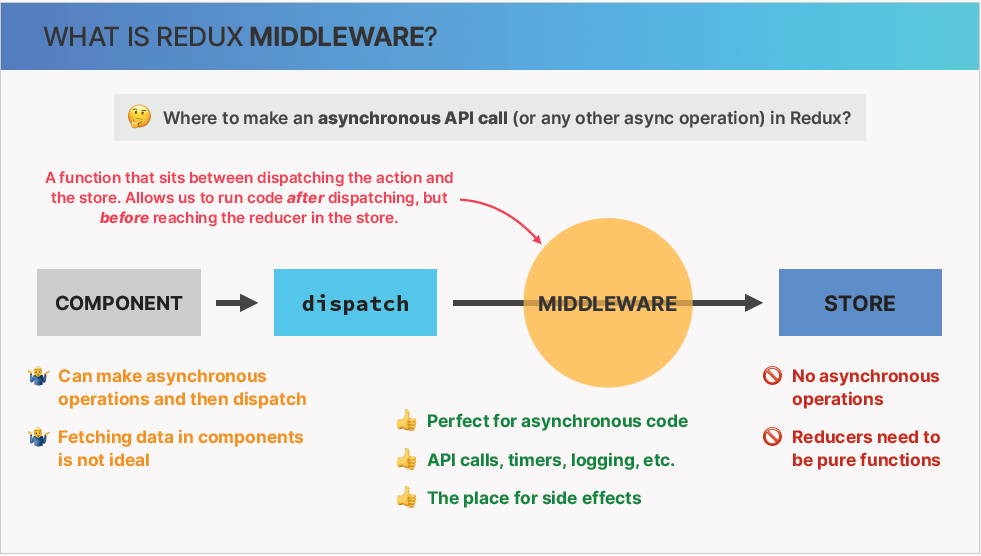 WHAT IS REDUX MIDDLEWARE?
🤔 Where to make an asynchronous API call (or any other async operation) in Redux?
A function that sits between dispatching the action and
the store. Allows us to run code after dispatching, but
before reaching the reducer in the store.
COMPONENT
dispatch
MIDDLEWARE
STORE
🤷‍♂️ Can make asynchronous
operations and then dispatch
🤷‍♂️ Fetching data in components
is not ideal
👍 Perfect for asynchronous code
👍 API calls, timers, logging, etc.
👍 The place for side effects
🚫 No asynchronous
operations
🚫 Reducers need to
be pure functions